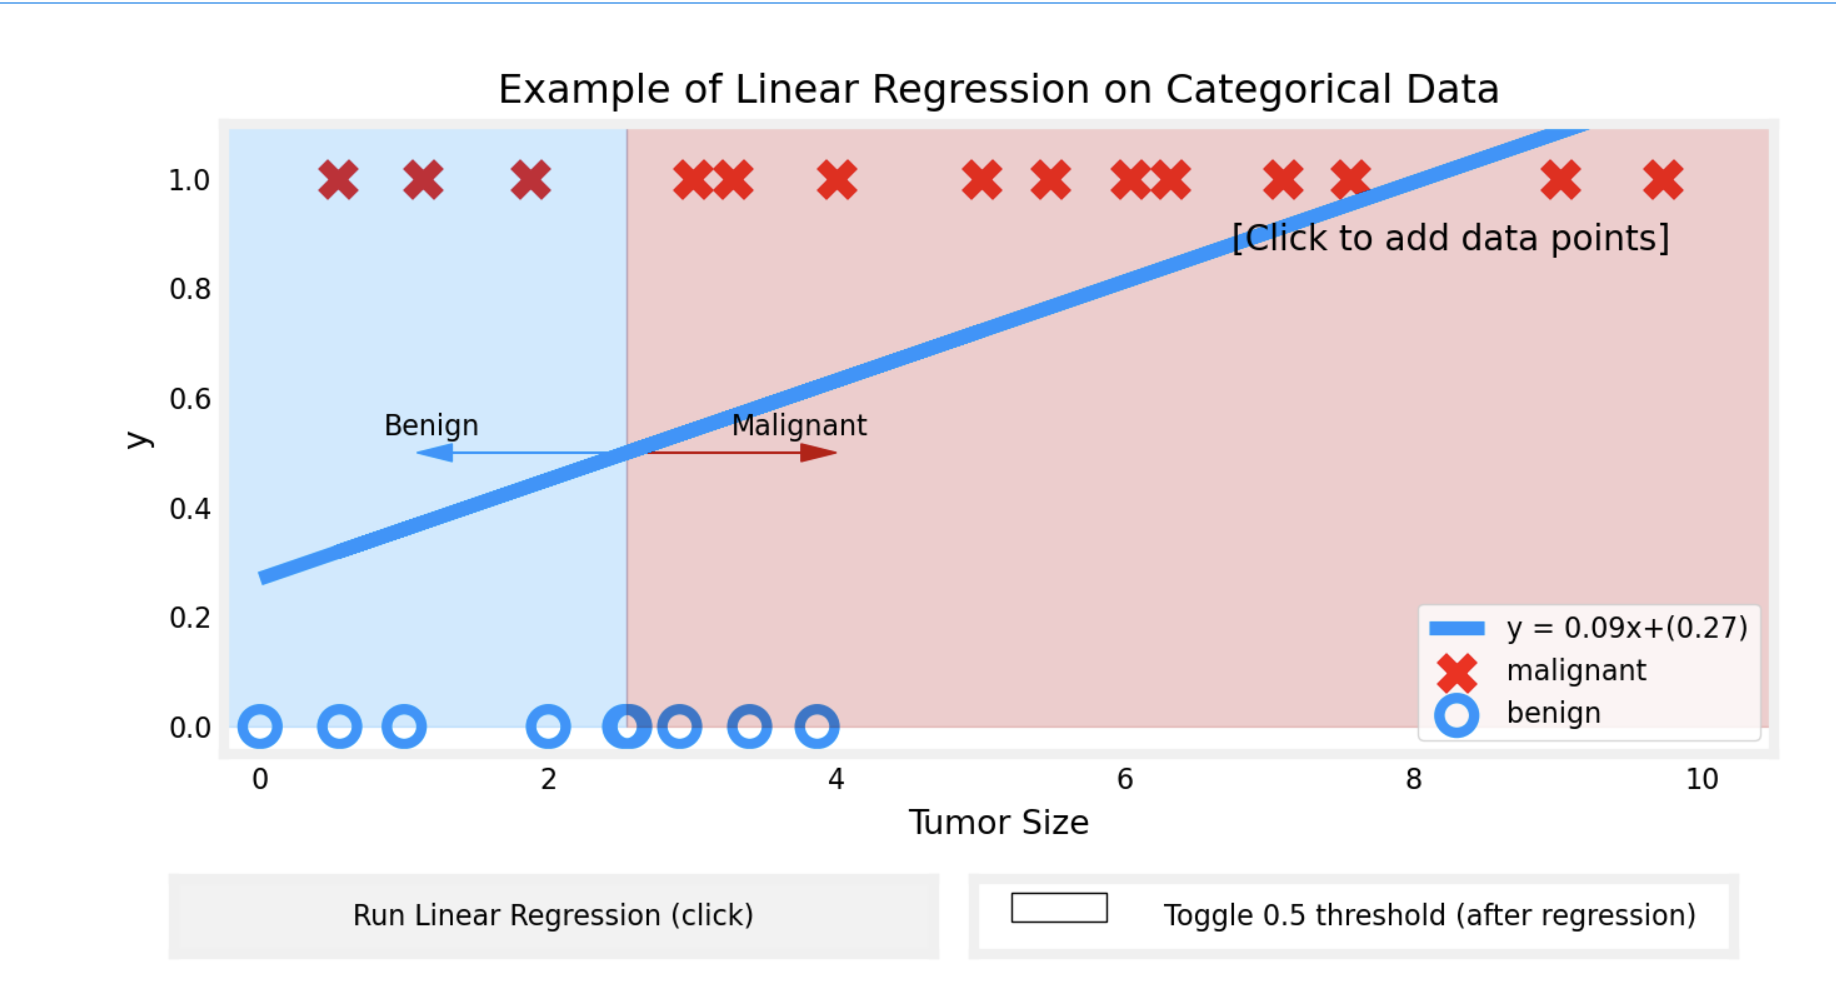 Example of Linear Regression on Categorical Data
1.0
0.8
0.6
0.4
0.2
0.0
y
[Click to add data points]
Benign
Malignant
y = 0.09x+(0.27)
malignant
benign
0 2 4 6 8 10
Tumor Size
Run Linear Regression (click)
Toggle 0.5 threshold (after regression)